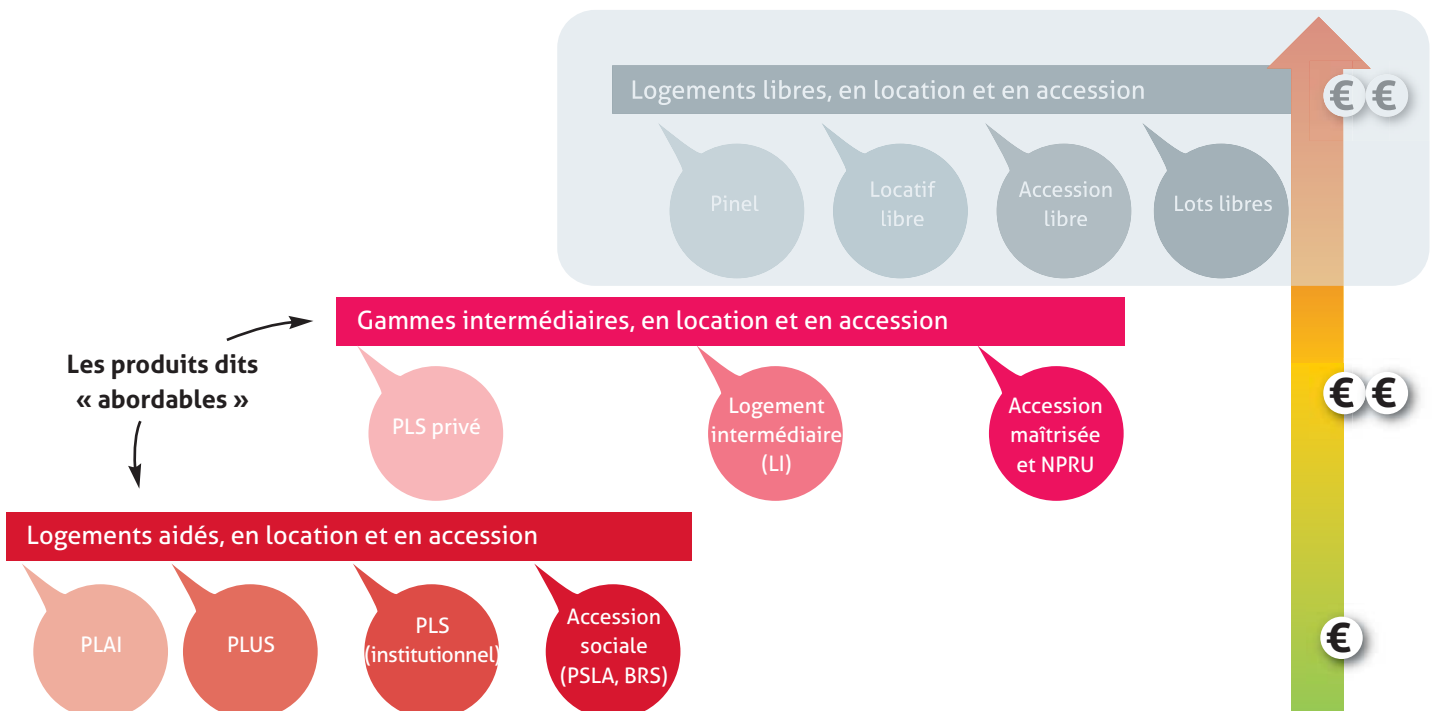 Logements libres, en location et en accession
€ €
Pinel
Locatif
libre
Accession
libre
Lots libres
Gammes intermédiaires, en location et en accession
Les produits dits
« abordables »
€ €
PLS privé
Logement
intermédiaire
(LI)
Accession
maîtrisée
et NPRU
Logements aidés, en location et en accession
PLAI
PLUS
PLS
(institutionnel)
Accession
sociale
(PSLA, BRS)
€